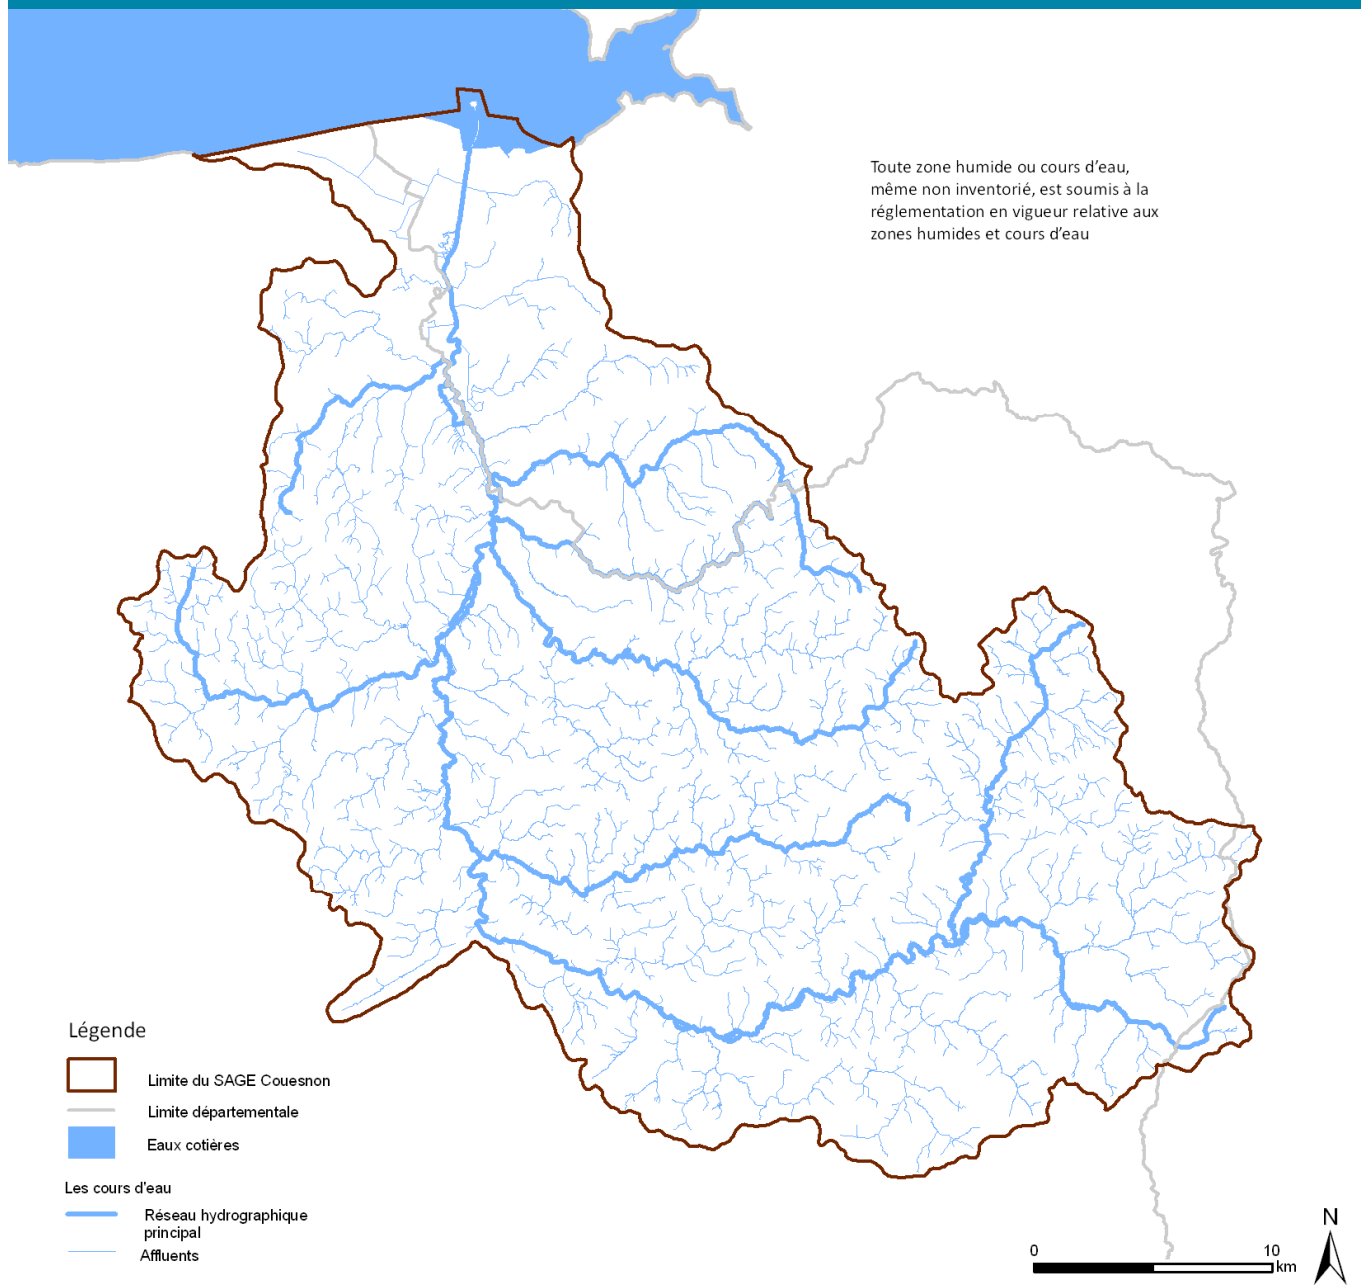 Toute zone humide ou cours d’eau,
même non inventorié, est soumis à la
réglementation en vigueur relative aux
zones humides et cours d’eau
Légende
Limite du SAGE Couesnon
Limite départementale
Eaux cotières
Les cours d'eau
Réseau hydrographique
principal
Affluents
N
0 10
km